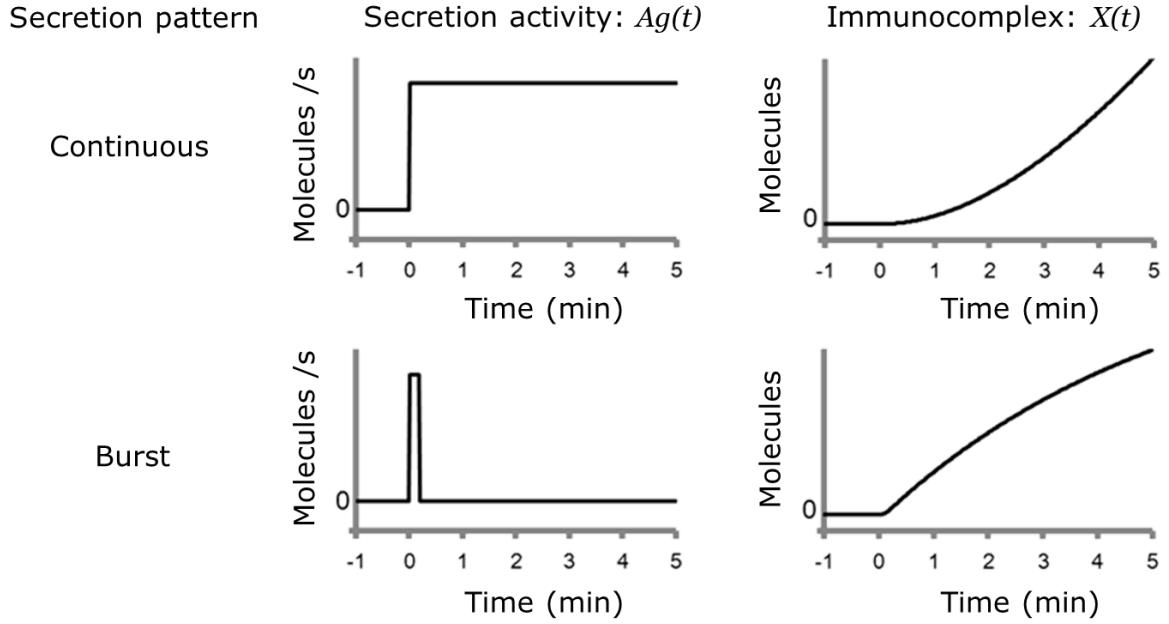 Secretion pattern
Secretion activity: Ag(t)
Immunocomplex: X(t)
Continuous
Molecules /s
0
-1 0 1 2 3 4 5
Time (min)
Molecules
0
-1 0 1 2 3 4 5
Time (min)
Burst
Molecules /s
0
-1 0 1 2 3 4 5
Time (min)
Molecules
0
-1 0 1 2 3 4 5
Time (min)